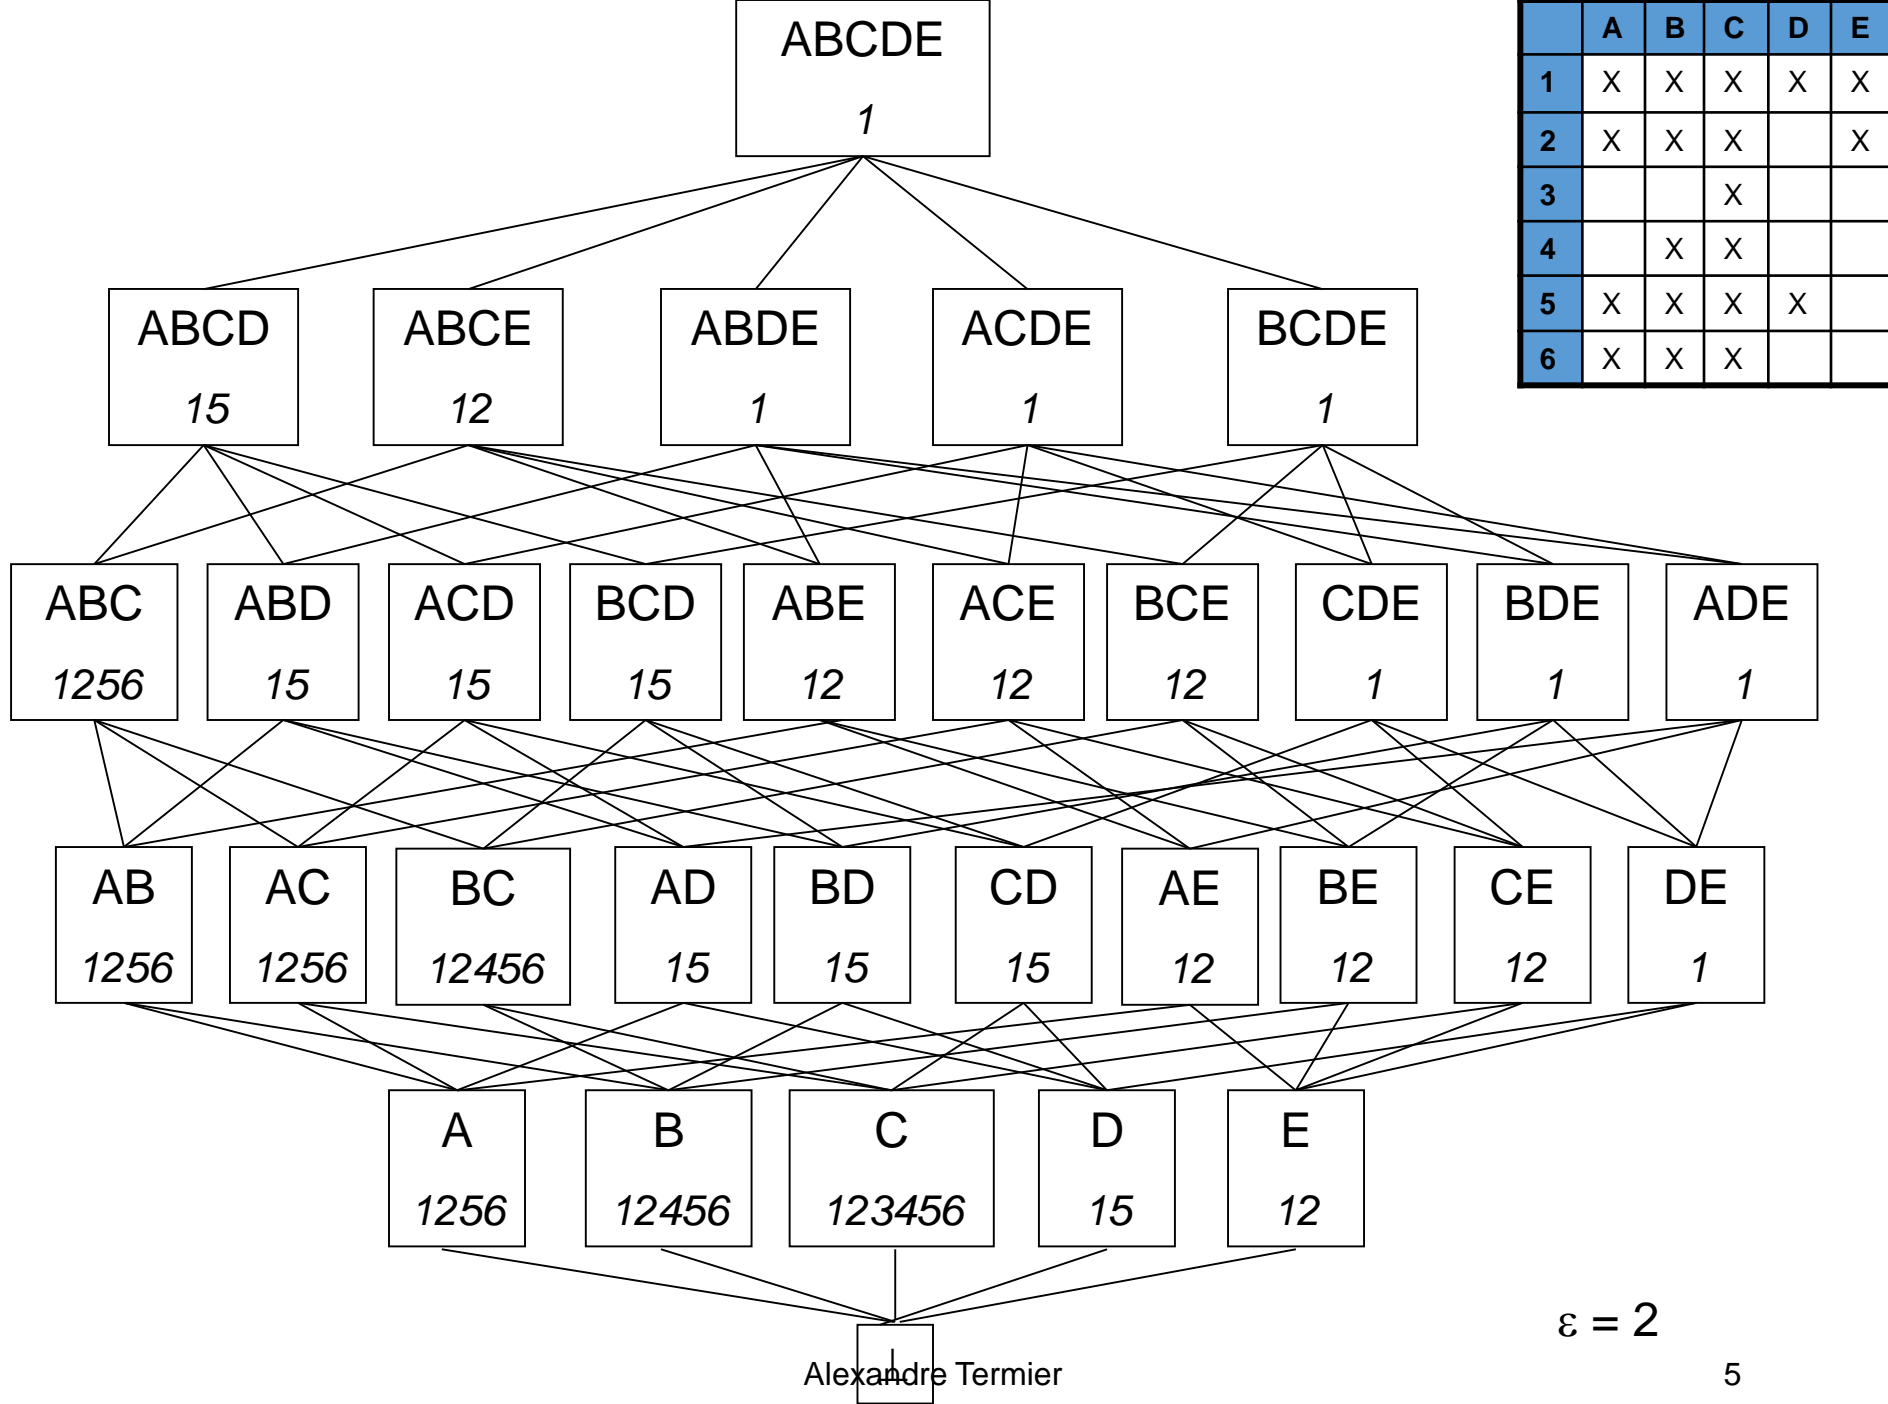 ABCDE
1
A B C D E
1 X X X X X
2 X X X X
3 X
4 X X
5 X X X X
6 X X X
ABCD ABCE ABDE ACDE BCDE
15 12 1 1 1
ABC ABD ACD BCD ABE ACE BCE CDE BDE ADE
1256 15 15 15 12 12 12 1 1 1
AB AC BC AD BD CD AE BE CE DE
1256 1256 12456 15 15 15 12 12 12 1
A B C D E
1256 12456 123456 15 12
⊥
ε = 2
Alexandre Termier
5